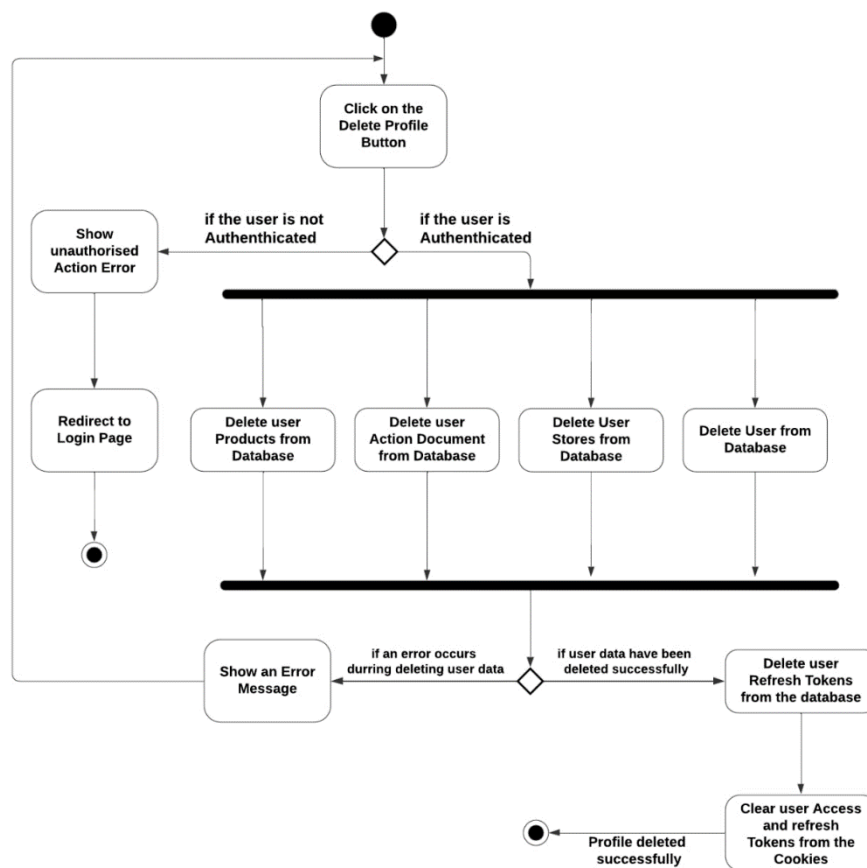 Click on the
Delete Profile
Button
if the user is not
Authenthicated
if the user is
Authenthicated
Show
unauthorised
Action Error
Redirect to
Login Page
Delete user
Products from
Database
Delete user
Action Document
from Database
Delete User
Stores from
Database
Delete User from
Database
Show an Error
Message
if an error occurs
durring deleting user data
if user data have been
deleted successfully
Delete user
Refresh Tokens
from the database
Clear user Access
and refresh
Tokens from the
Cookies
Profile deleted
successfully